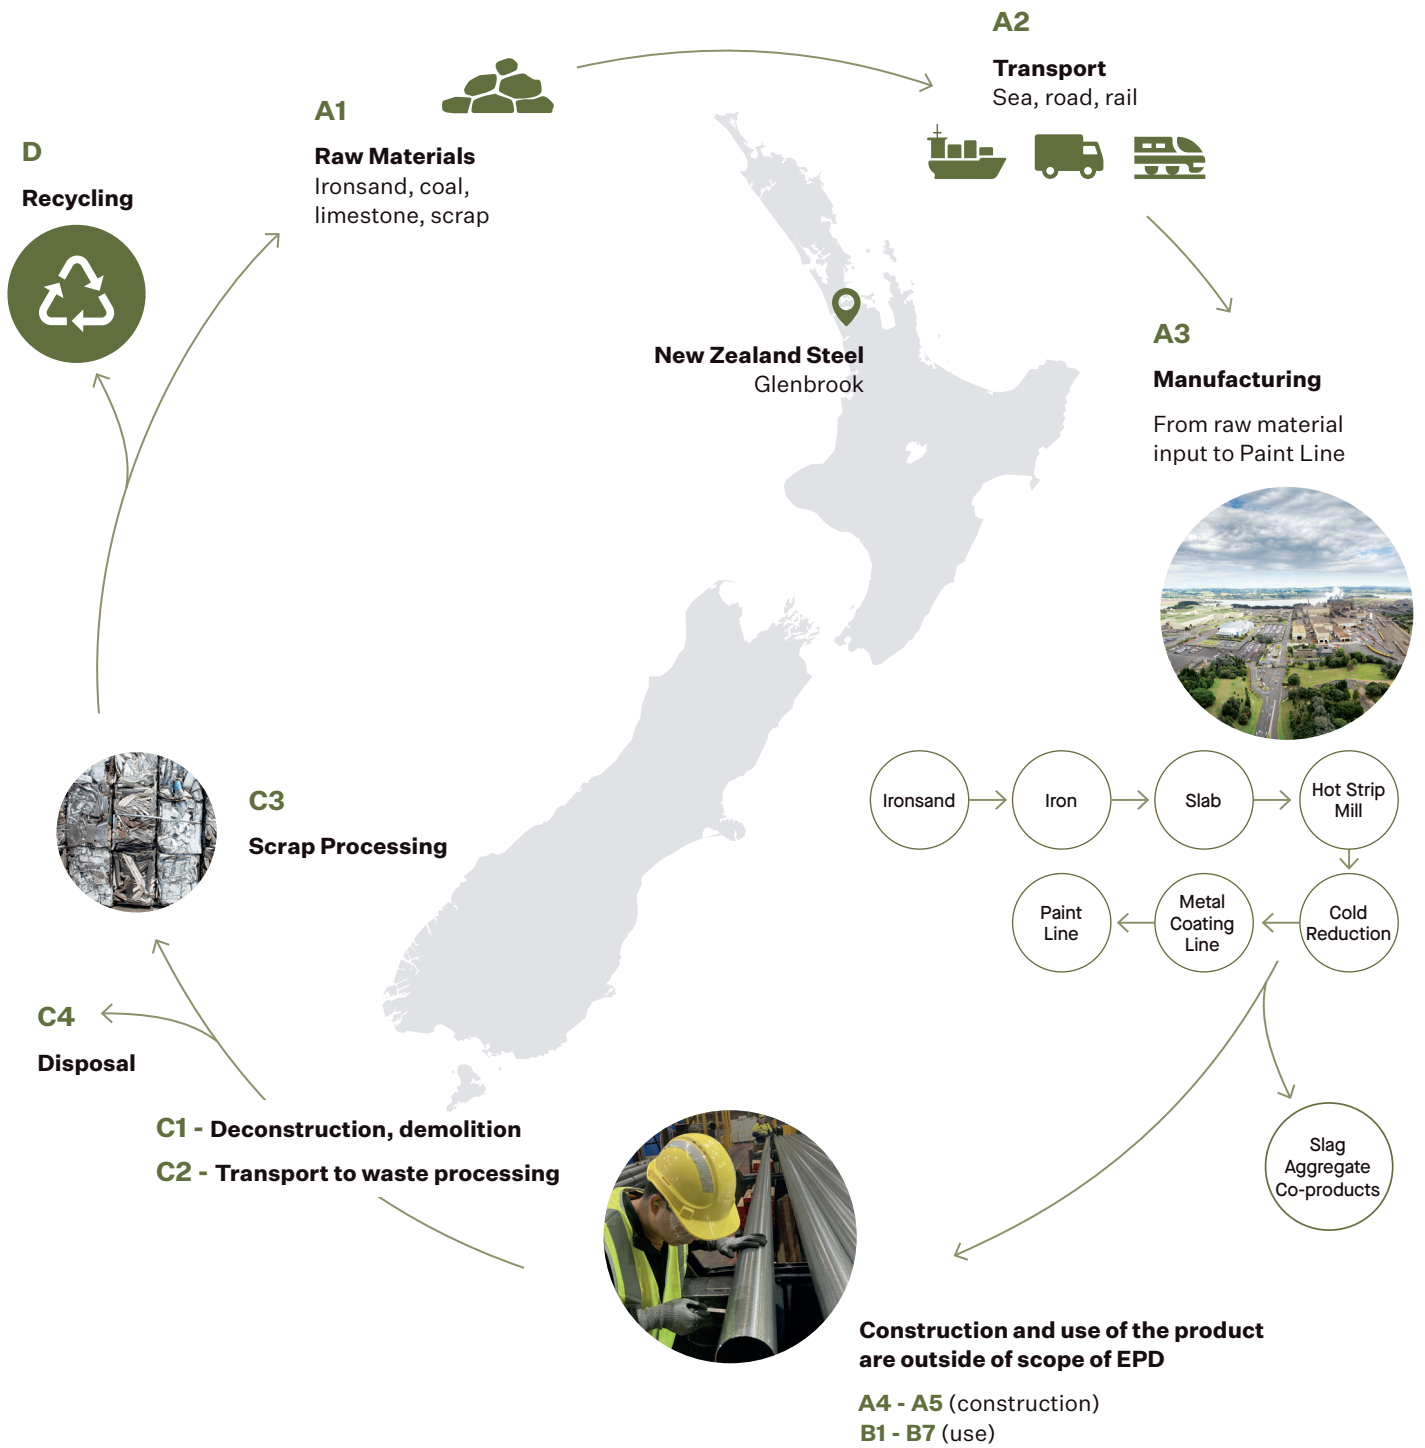 A2
Transport
Sea, road, rail
A1
Raw Materials
Ironsand, coal,
limestone, scrap
D
Recycling
New Zealand Steel
Glenbrook
A3
Manufacturing
From raw material
input to Paint Line
Ironsand
Iron
Slab
Hot Strip
Mill
Cold
Reduction
Metal
Coating
Line
Paint
Line
Slag
Aggregate
Co-products
Construction and use of the product
are outside of scope of EPD
A4 - A5 (construction)
B1 - B7 (use)
C1 - Deconstruction, demolition
C2 - Transport to waste processing
C4
Disposal
C3
Scrap Processing